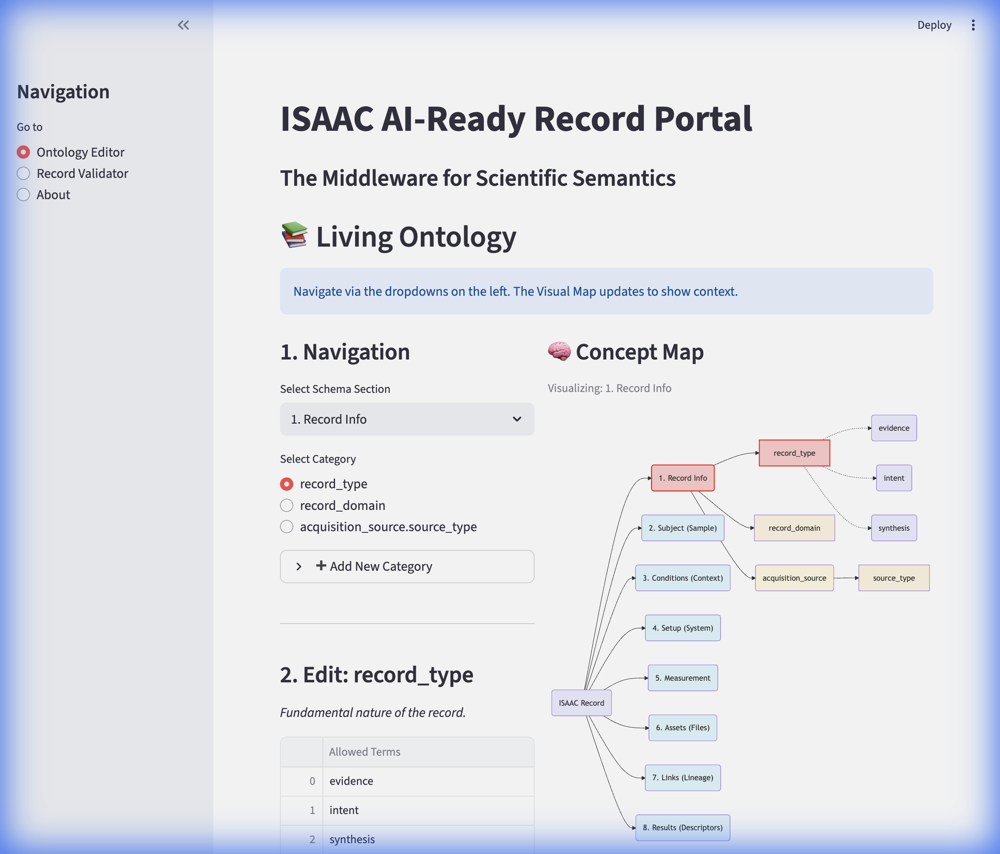 Deploy
Navigation
Go to
Ontology Editor
Record Validator
About
ISAAC AI-Ready Record Portal
The Middleware for Scientific Semantics
📚 Living Ontology
Navigate via the dropdowns on the left. The Visual Map updates to show context.
1. Navigation
Select Schema Section
1. Record Info
Select Category
record_type
record_domain
acquisition_source.source_type
➕ Add New Category
2. Edit: record_type
Fundamental nature of the record.
Allowed Terms
0 evidence
1 intent
2 synthesis
🧠 Concept Map
Visualizing: 1. Record Info
evidence
record_type
1. Record Info
intent
2. Subject (Sample)
record_domain
synthesis
3. Conditions (Context)
acquisition_source
source_type
4. Setup (System)
5. Measurement
ISAAC Record
6. Assets (Files)
7. Links (Lineage)
8. Results (Descriptors)